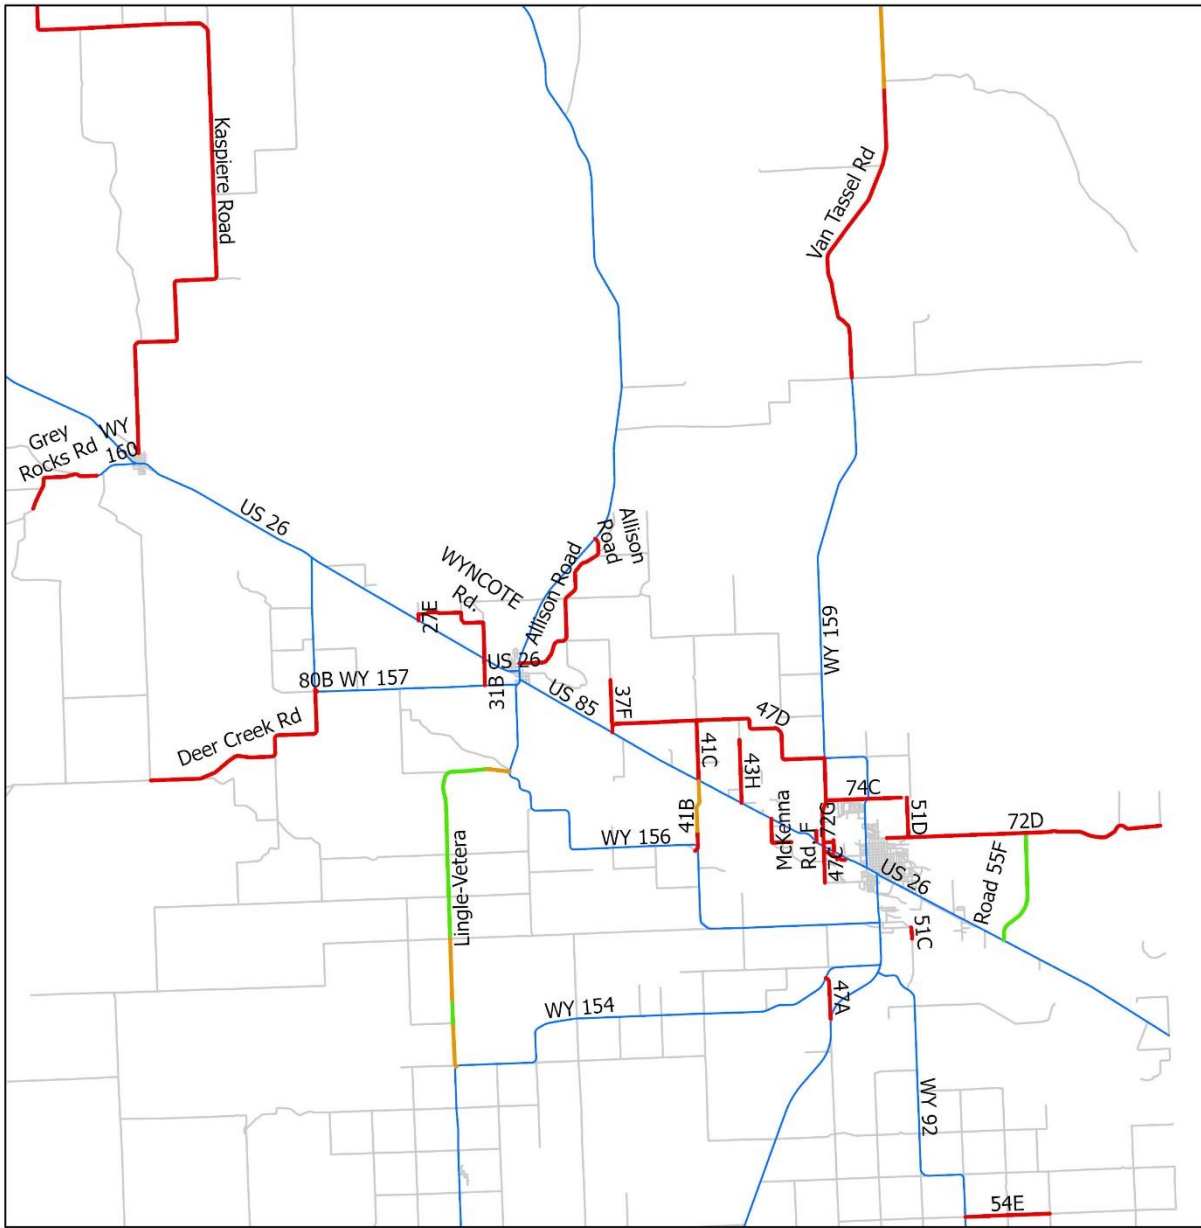 Kaspiere Road
Van Tassel Rd
Grey
Rocks Rd
WY
160
US 26
WYNCOTE
Rd.
27E
Allison Road
Allison
Road
US 26
31B
80B WY 157
Deer Creek Rd
US 85
37F
47D
WY 159
41C
43H
41B
McKenna
Rd F
72G
47C
74C
51D
72D
Road 55F
US 26
WY 156
Lingle-Vetera
51C
47A
WY 154
WY 92
54E